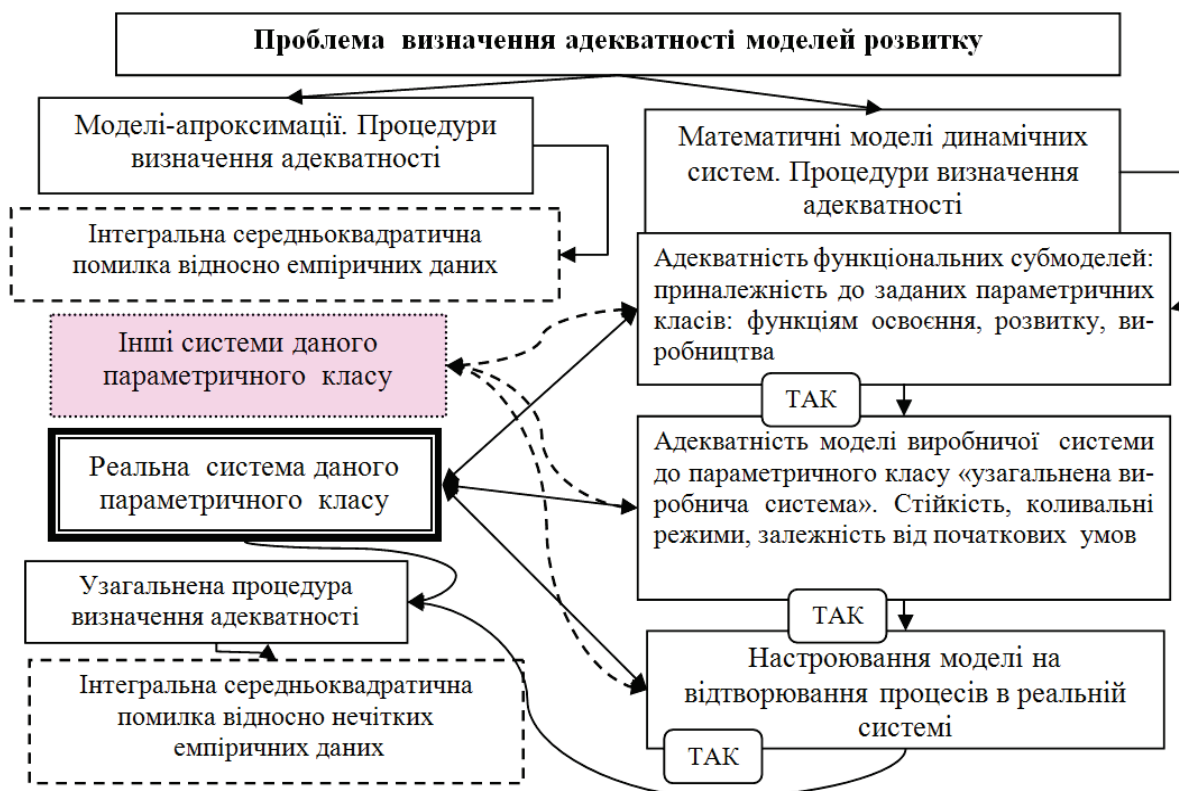 Проблема визначення адекватності моделей розвитку
Моделі-апроксимації. Процедури
визначення адекватності
Інтегральна середньоквадратична
помилка відносно емпіричних даних
Інші системи даного
параметричного класу
Реальна система даного
параметричного класу
Узагальнена процедура
визначення адекватності
Інтегральна середньоквадратична
помилка відносно нечітких
емпіричних даних
Математичні моделі динамічних
систем. Процедури визначення
адекватності
Адекватність функціональних субмоделей:
приналежність до заданих параметричних
класів: функціям освоєння, розвитку, ви-
робництва
ТАК
Адекватність моделі виробничої системи
до параметричного класу «узагальнена ви-
робнича система». Стійкість, коливальні
режими, залежність від початкових умов
ТАК
Настроювання моделі на
відтворювання процесів в реальній
системі
ТАК